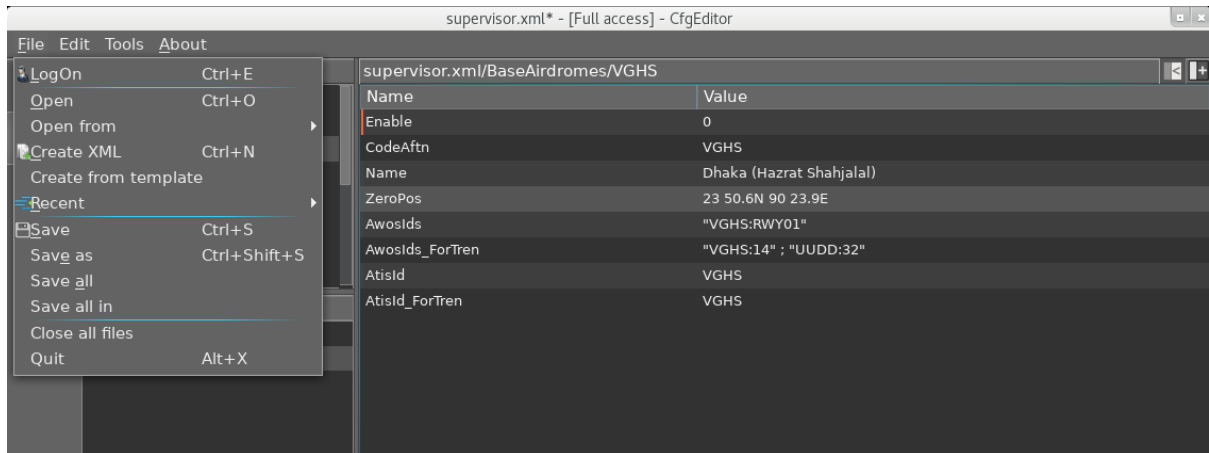 supervisor.xml* - [Full access] - CfgEditor
File Edit Tools About
LogOn Ctrl+E
Open Ctrl+O
Open from
Create XML Ctrl+N
Create from template
Recent
Save Ctrl+S
Save as Ctrl+Shift+S
Save all
Save all in
Close all files
Quit Alt+X
supervisor.xml/BaseAirdromes/VGHS
Name Value
Enable 0
CodeAftn VGHS
Name Dhaka (Hazrat Shahjalal)
ZeroPos 23 50.6N 90 23.9E
AwosIds "VGHS:RWY01"
AwosIds_ForTren "VGHS:14" ; "UUDD:32"
AtisId VGHS
AtisId_ForTren VGHS